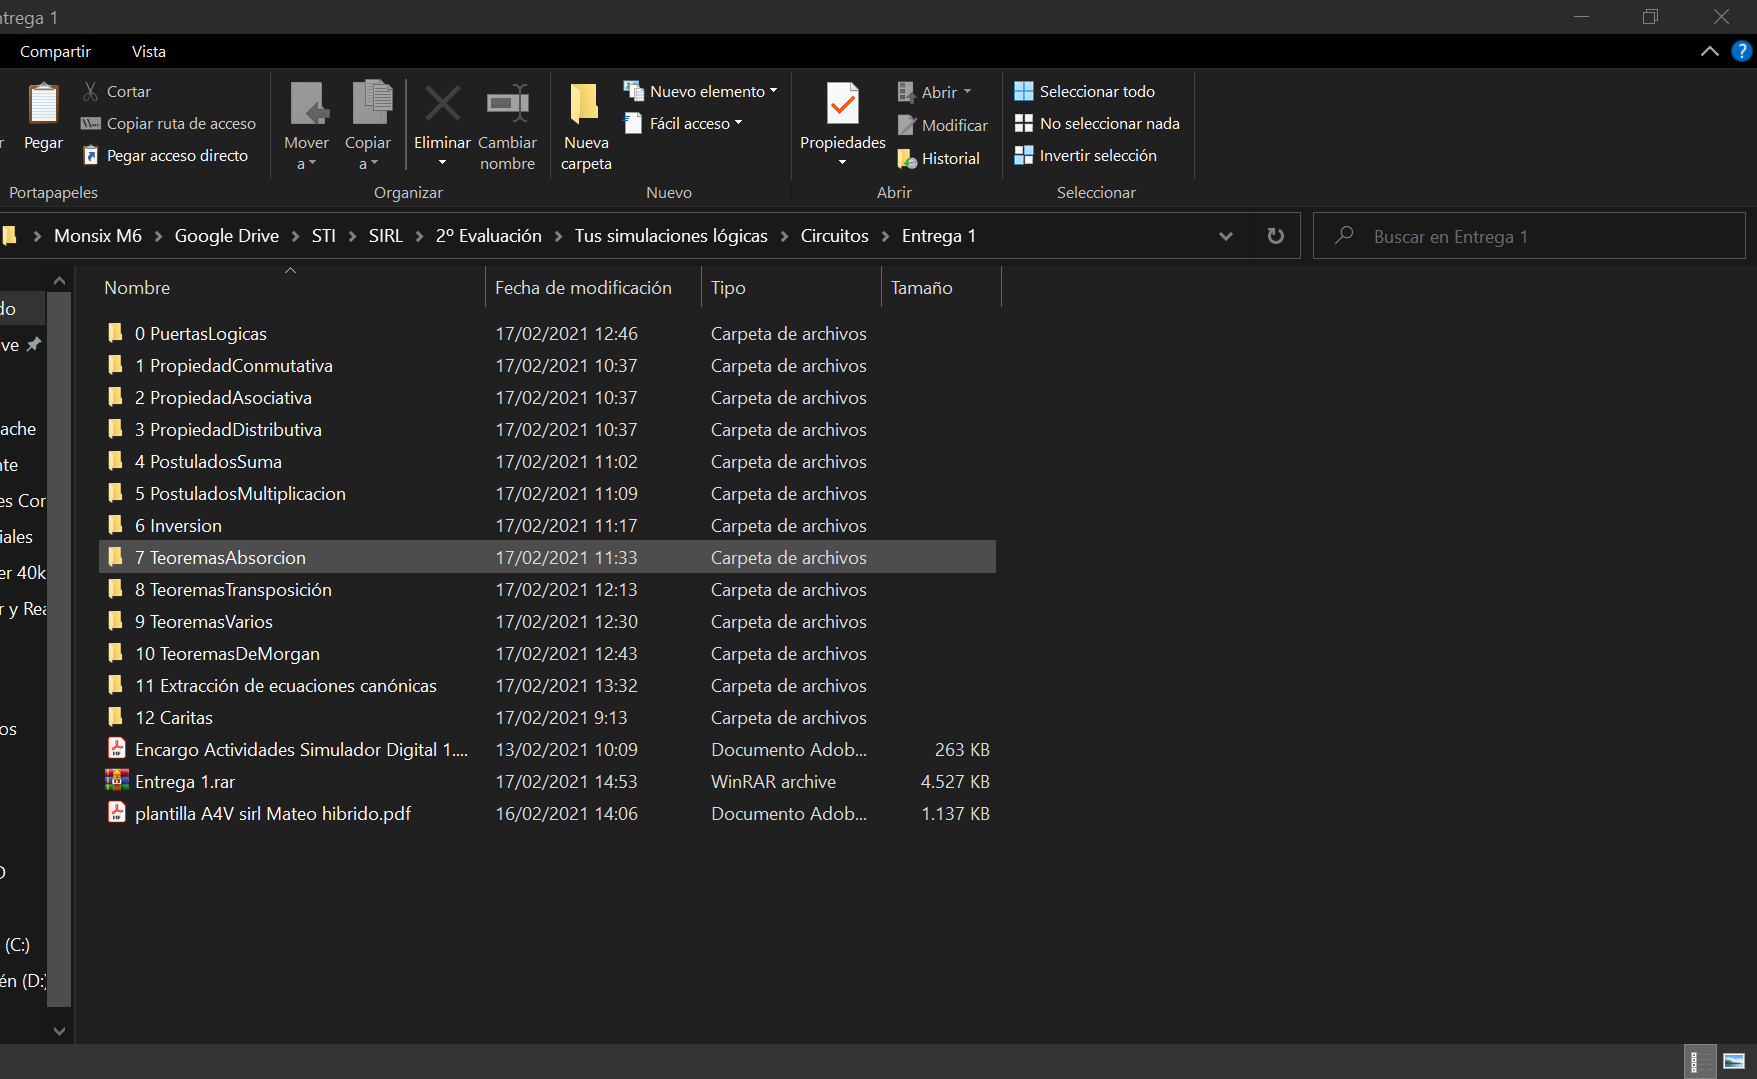 ntrega 1
Compartir Vista
Pegar
Cortar
Copiar ruta de acceso
Pegar acceso directo
Portapapeles
Mover a
Copiar a
Eliminar
Cambiar nombre
Organizar
Nueva carpeta
Nuevo elemento
Fácil acceso
Nuevo
Propiedades
Abrir
Modificar
Historial
Abrir
Seleccionar todo
No seleccionar nada
Invertir selección
Seleccionar
Monsix M6 > Google Drive > STI > SIRL > 2º Evaluación > Tus simulaciones lógicas > Circuitos > Entrega 1
Buscar en Entrega 1
do
ve
ache
nte
es Cor
iales
er 40k
r y Rea
os
(C:)
én (D:)
Nombre Fecha de modificación Tipo Tamaño
0 PuertasLogicas 17/02/2021 12:46 Carpeta de archivos
1 PropiedadConmutativa 17/02/2021 10:37 Carpeta de archivos
2 PropiedadAsociativa 17/02/2021 10:37 Carpeta de archivos
3 PropiedadDistributiva 17/02/2021 10:37 Carpeta de archivos
4 PostuladosSuma 17/02/2021 11:02 Carpeta de archivos
5 PostuladosMultiplicacion 17/02/2021 11:09 Carpeta de archivos
6 Inversion 17/02/2021 11:17 Carpeta de archivos
7 TeoremasAbsorcion 17/02/2021 11:33 Carpeta de archivos
8 TeoremasTransposición 17/02/2021 12:13 Carpeta de archivos
9 TeoremasVarios 17/02/2021 12:30 Carpeta de archivos
10 TeoremasDeMorgan 17/02/2021 12:43 Carpeta de archivos
11 Extracción de ecuaciones canónicas 17/02/2021 13:32 Carpeta de archivos
12 Caritas 17/02/2021 9:13 Carpeta de archivos
Encargo Actividades Simulador Digital 1.... 13/02/2021 10:09 Documento Adob... 263 KB
Entrega 1.rar 17/02/2021 14:53 WinRAR archive 4.527 KB
plantilla A4V sirl Mateo hibrido.pdf 16/02/2021 14:06 Documento Adob... 1.137 KB